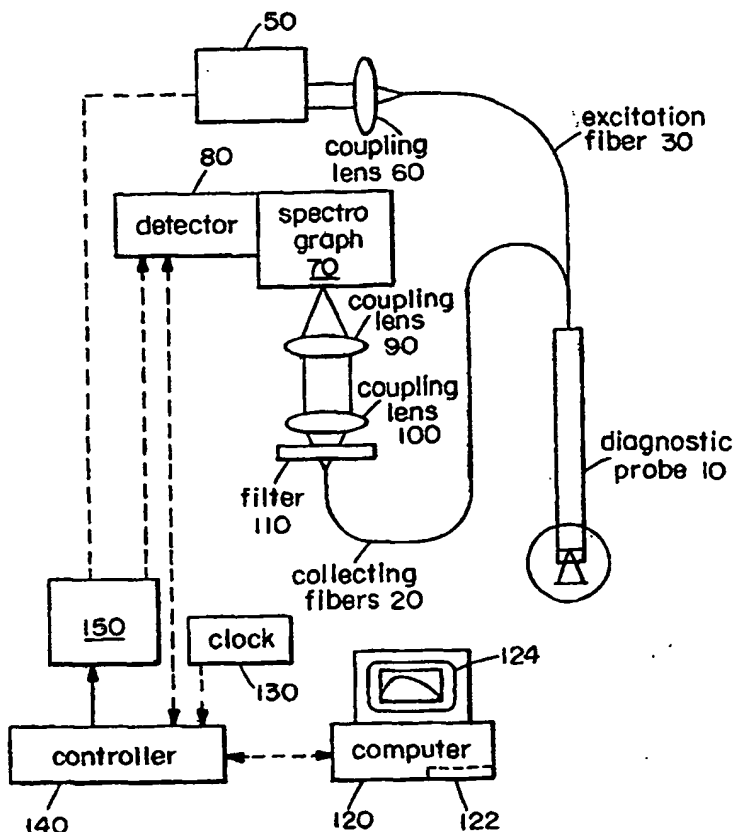 50
coupling
lens 60
excitation
fiber 30
80
detector
spectro
graph
70
coupling
lens
90
coupling
lens
100
filter
110
diagnostic
probe 10
collecting
fibers 20
150
clock
130
124
controller
computer
140
120
122